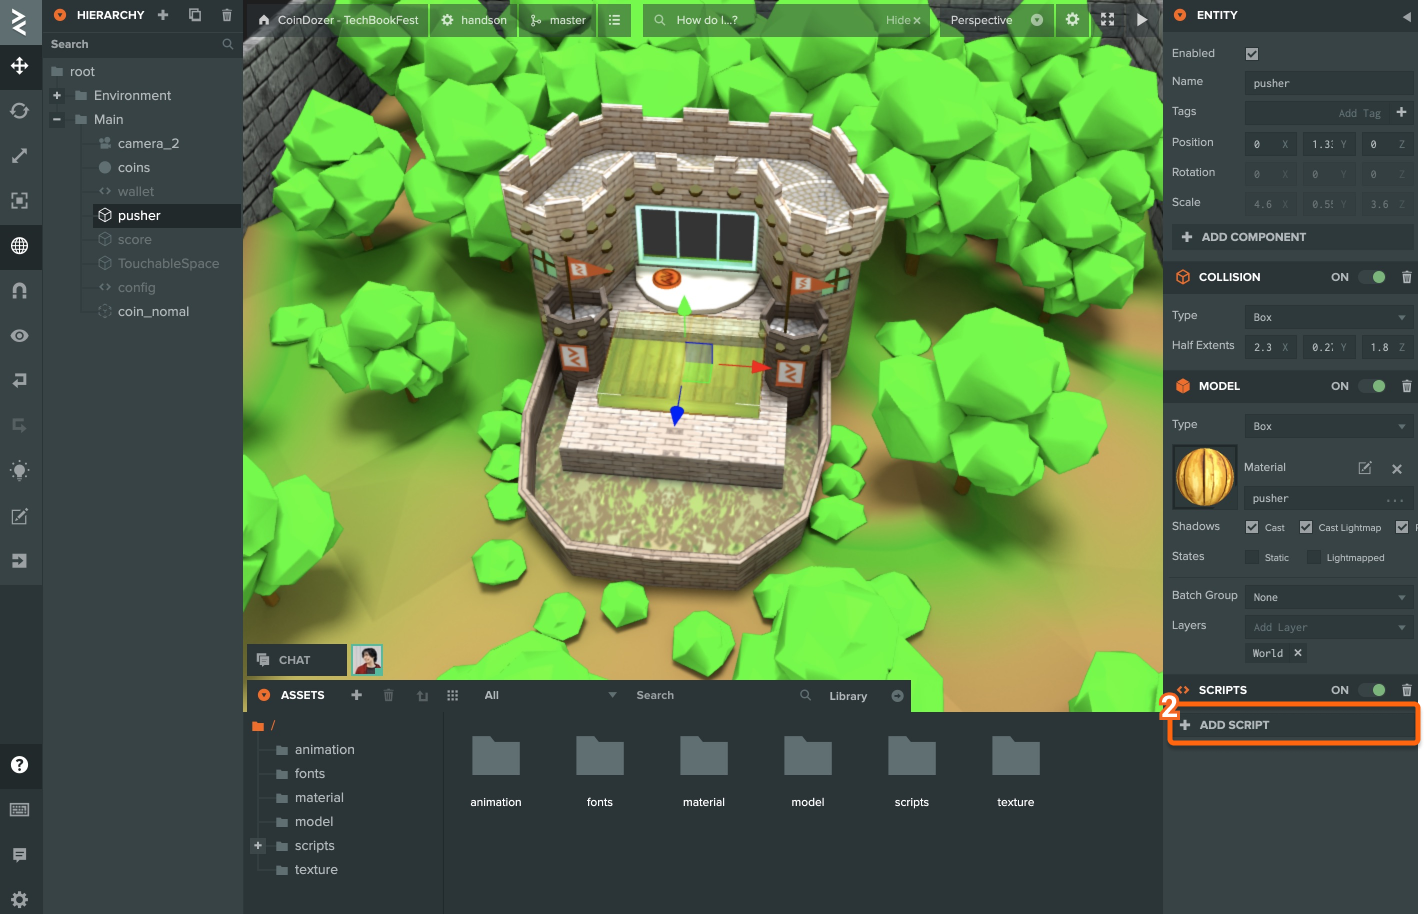 HIERARCHY
Search
root
Environment
Main
camera_2
coins
wallet
pusher
score
TouchableSpace
config
coin_nomal
CoinDozer - TechBookFest
handson
master
How do I...?
Hide
Perspective
CHAT
ASSETS
All
Search
Library
/
animation
fonts
material
model
scripts
texture
animation
fonts
material
model
scripts
texture
ENTITY
Enabled
Name
pusher
Tags
Add Tag
Position
0 X
1.3 Y
0 Z
Rotation
0 X
0 Y
0 Z
Scale
4.6 X
0.5 Y
3.6 Z
ADD COMPONENT
COLLISION
ON
Type
Box
Half Extents
2.3 X
0.2 Y
1.8 Z
MODEL
ON
Type
Box
Material
pusher
...
Shadows
Cast
Cast Lightmap
States
Static
Lightmapped
Batch Group
None
Layers
Add Layer
World
SCRIPTS
ON
2
ADD SCRIPT